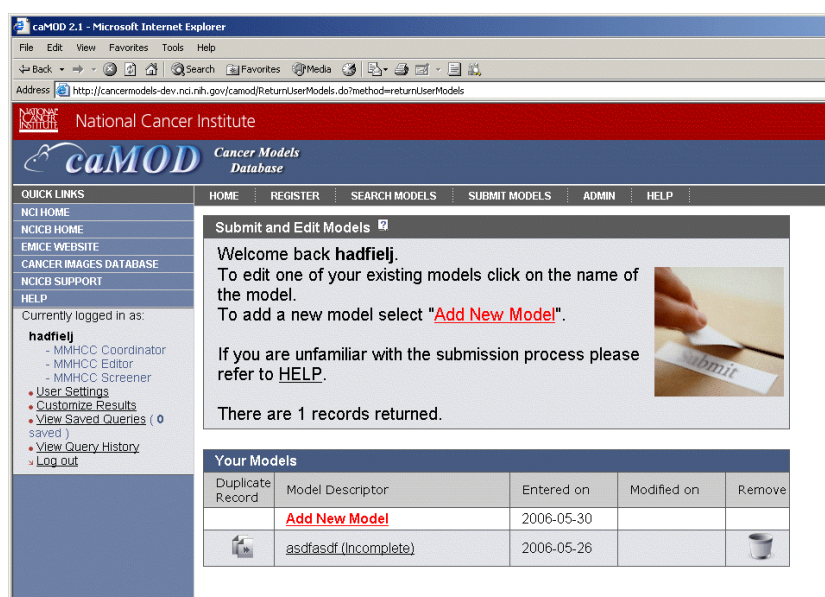 caMOD 2.1 - Microsoft Internet Explorer
File Edit View Favorites Tools Help
Back Search Favorites Media
Address http://cancermodels-dev.nci.nih.gov/camod/ReturnUserModels.do?method=returnUserModels
NATIONAL CANCER INSTITUTE
National Cancer Institute
caMOD Cancer Models Database
QUICK LINKS
HOME REGISTER SEARCH MODELS SUBMIT MODELS ADMIN HELP
NCI HOME
NCICB HOME
EMICE WEBSITE
CANCER IMAGES DATABASE
NCICB SUPPORT
HELP
Currently logged in as:
hadfielj
- MMHCC Coordinator
- MMHCC Editor
- MMHCC Screener
User Settings
Customize Results
View Saved Queries ( 0
saved )
View Query History
Log out
Submit and Edit Models ?
Welcome back hadfielj.
To edit one of your existing models click on the name of
the model.
To add a new model select "Add New Model".
If you are unfamiliar with the submission process please
refer to HELP.
There are 1 records returned.
Submit
Your Models
Duplicate Record Model Descriptor Entered on Modified on Remove
Add New Model 2006-05-30
asdfasdf (Incomplete) 2006-05-26